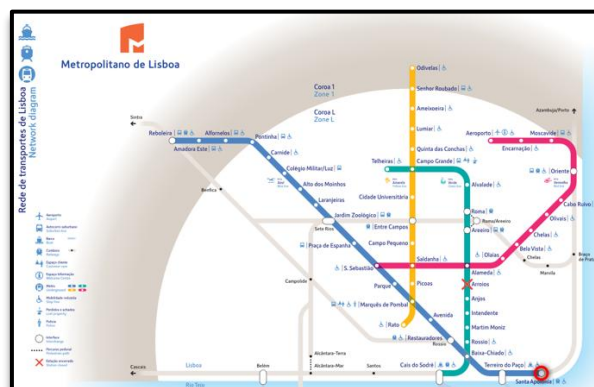 Metropolitano de Lisboa
Rede de transportes de Lisboa
Network diagram
Coroa 1
Zone 1
Coroa L
Zone L
Odivelas
Senhor Roubado
Ameixoeira
Lumiar
Quinta das Conchas
Telheiras
Campo Grande
Alvalade
Roma
Roma/Areeiro
Areeiro
Cidade Universitária
Entre Campos
Campo Pequeno
Saldanha
Picoas
Marquês de Pombal
Rato
Aeroporto
Encarnação
Moscavide
Oriente
Cabo Ruivo
Olivais
Chelas
Bela Vista
Olaias
Alameda
Arroios
Anjos
Intendente
Martim Moniz
Rossio
Baixa-Chiado
Terreiro do Paço
Santa Apolónia
Cais do Sodré
Restauradores
Rossio
Avenida
Parque
S. Sebastião
Praça de Espanha
Jardim Zoológico
Sete Rios
Laranjeiras
Alto dos Moinhos
Colégio Militar/Luz
Carnide
Pontinha
Alfornelos
Amadora Este
Reboleira
Sintra
Benfica
Campolide
Alcântara-Terra
Alcântara-Mar
Santos
Belém
Cascais
Lisboa
Rio Tejo
Azambuja/Porto
Chelas
Marvila